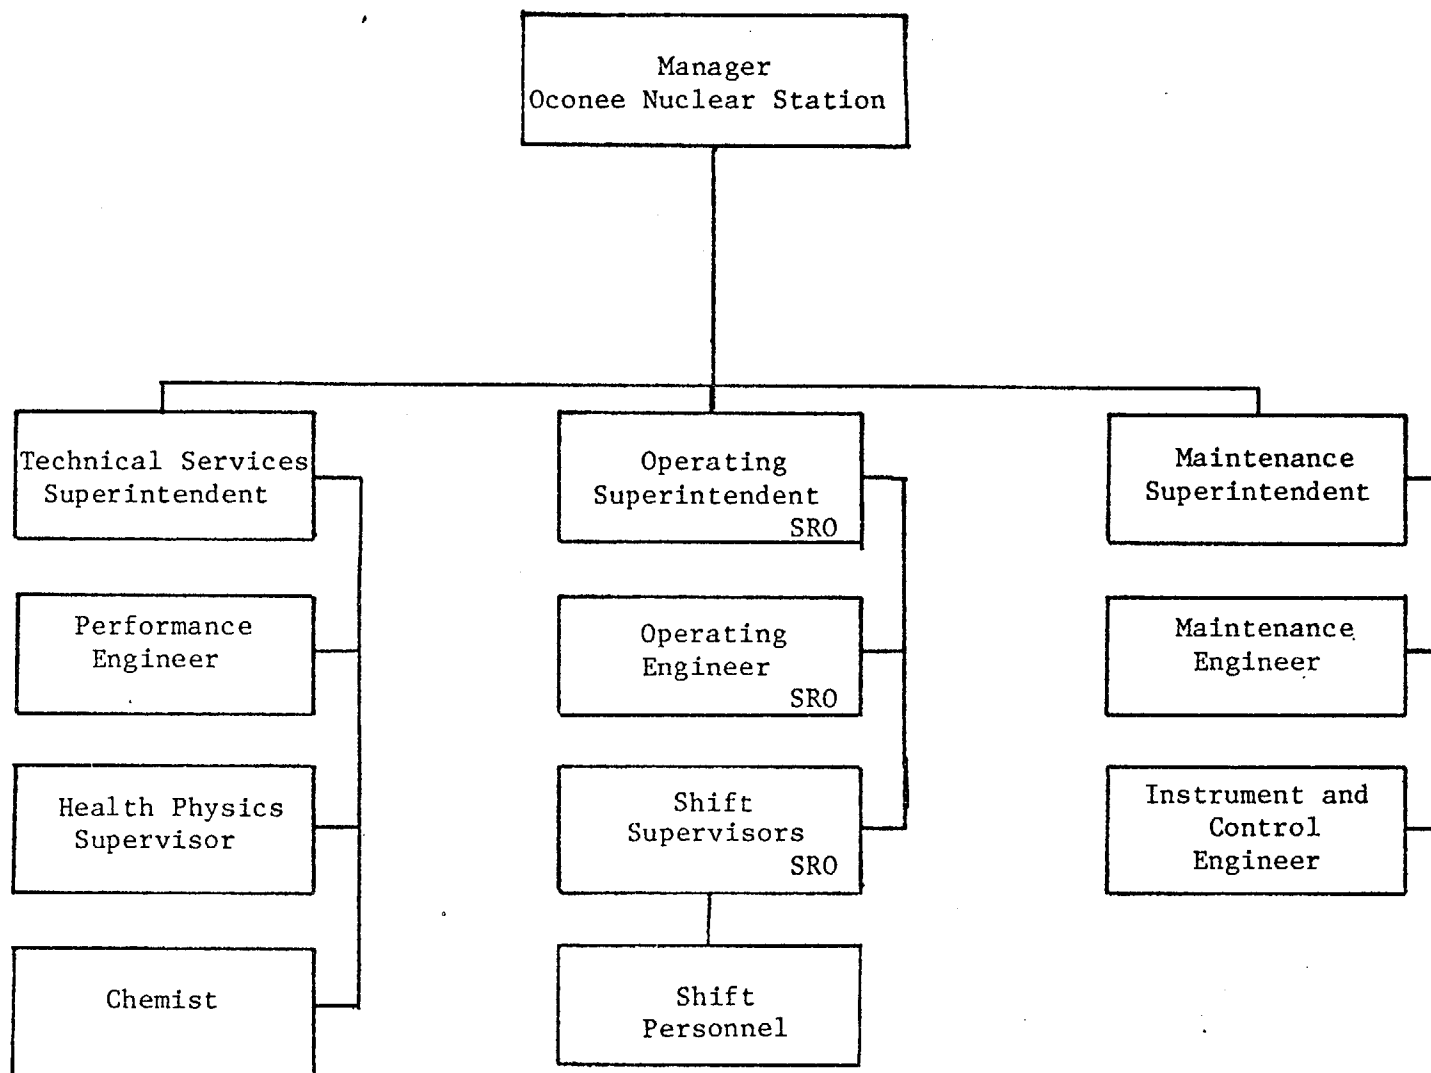 Manager
Oconee Nuclear Station
Technical Services
Superintendent
Operating
Superintendent
SRO
Maintenance
Superintendent
Performance
Engineer
Operating
Engineer
SRO
Maintenance
Engineer
Health Physics
Supervisor
Shift
Supervisors
SRO
Instrument and
Control
Engineer
Chemist
Shift
Personnel